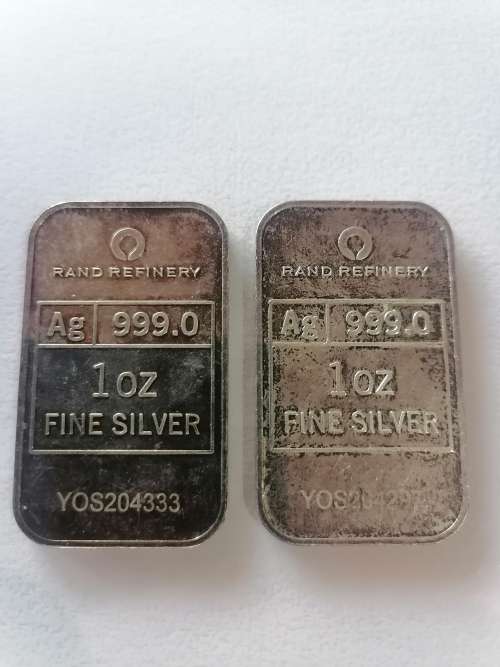 RAND REFINERY
Ag 999.0
1 oz
FINE SILVER
YOS204333
RAND REFINERY
Ag 999.0
1 oz
FINE SILVER